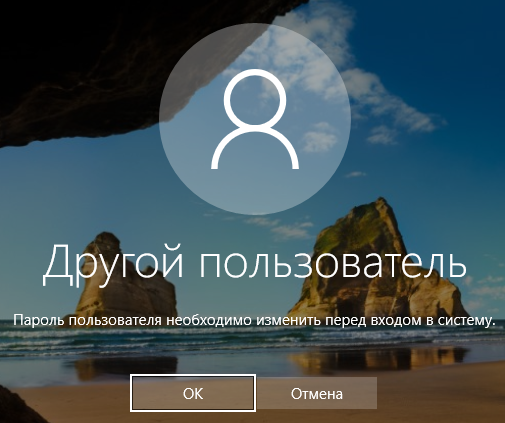 Другой пользователь
Пароль пользователя необходимо изменить перед входом в систему.
OK
Отмена